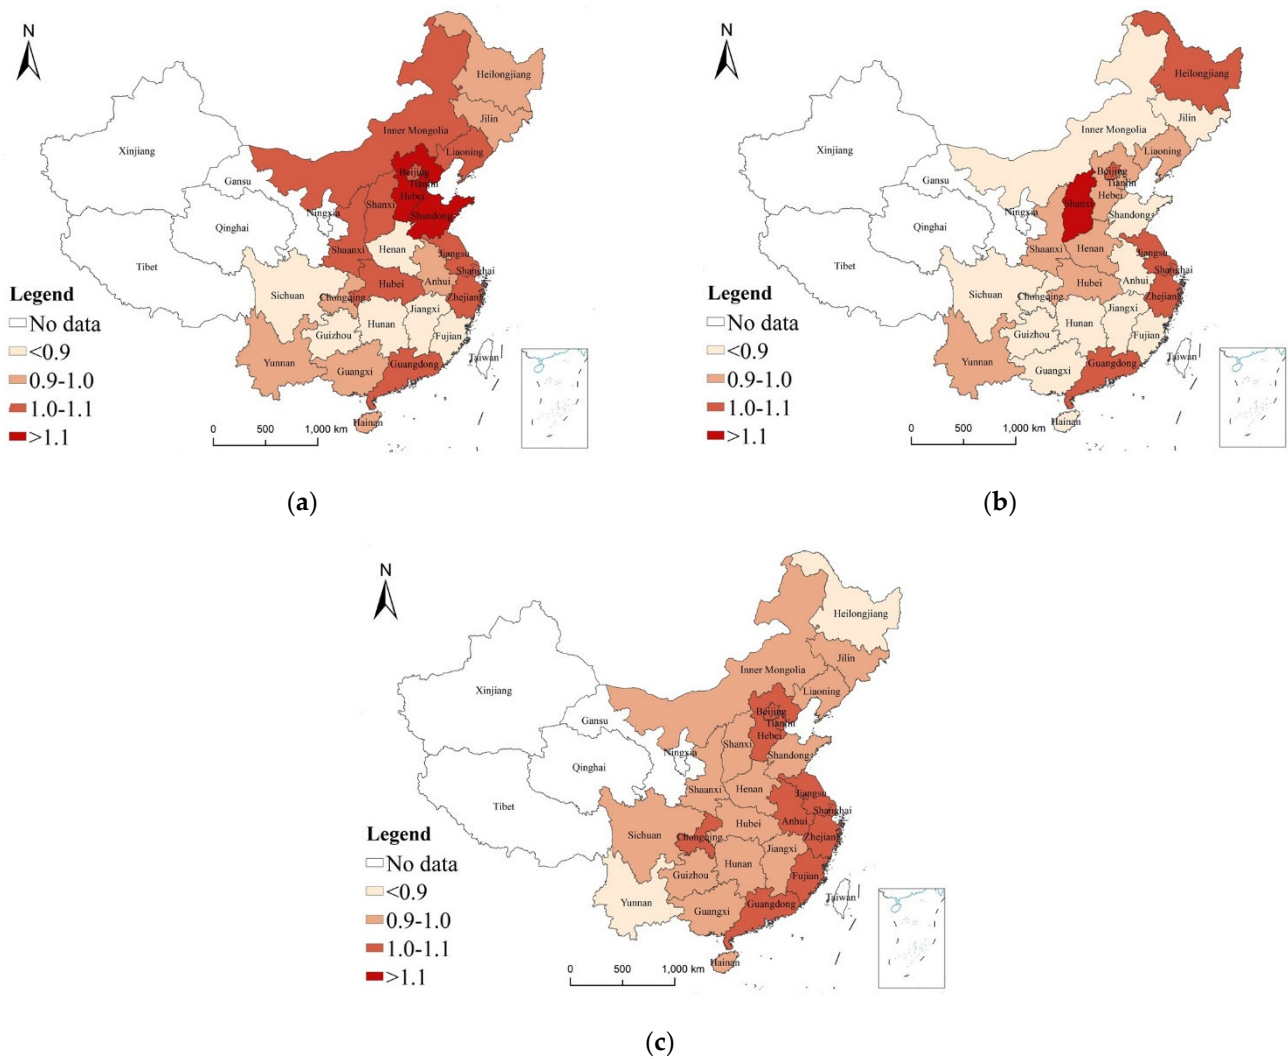 N
Heilongjiang
Jilin
Inner Mongolia
Liaoning
Xinjiang
Beijing
Tianjin
Gansu
Hebei
Shanxi
Ningxia
Shandong
Qinghai
Shaanxi
Henan
Jiangsu
Tibet
Shanghai
Hubei
Anhui
Chongqing
Zhejiang
Sichuan
Jiangxi
Hunan
Guizhou
Fujian
Yunnan
Guangdong
Taiwan
Guangxi
Hainan
Legend
No data
<0.9
0.9-1.0
1.0-1.1
>1.1
0 500 1,000 km
(a)
N
Heilongjiang
Jilin
Inner Mongolia
Liaoning
Xinjiang
Beijing
Tianjin
Gansu
Hebei
Shanxi
Ningxia
Shandong
Qinghai
Shaanxi
Henan
Jiangsu
Tibet
Shanghai
Hubei
Anhui
Chongqing
Zhejiang
Sichuan
Jiangxi
Hunan
Guizhou
Fujian
Yunnan
Guangdong
Taiwan
Guangxi
Hainan
Legend
No data
<0.9
0.9-1.0
1.0-1.1
>1.1
0 500 1,000 km
(b)
N
Heilongjiang
Jilin
Inner Mongolia
Liaoning
Xinjiang
Beijing
Tianjin
Gansu
Hebei
Shanxi
Ningxia
Shandong
Qinghai
Shaanxi
Henan
Jiangsu
Tibet
Shanghai
Hubei
Anhui
Chongqing
Zhejiang
Sichuan
Jiangxi
Hunan
Guizhou
Fujian
Yunnan
Guangdong
Taiwan
Guangxi
Hainan
Legend
No data
<0.9
0.9-1.0
1.0-1.1
>1.1
0 500 1,000 km
(c)